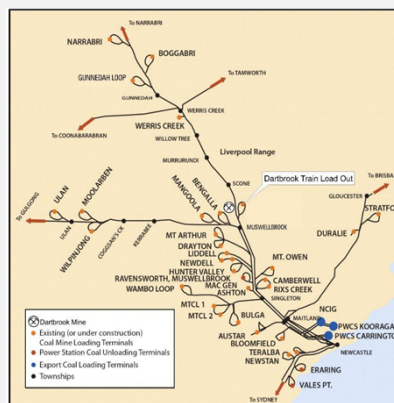 To NARRABRI
NARRABRI
BOGGABRI
GUNNEDAH LOOP
To TAMWORTH
GUNNEDAH
WERRIS CREEK
WERRIS CREEK
To COONABARABRAN
WILLOW TREE
Liverpool Range
MURRURUNDI
Dartbrook Train Load Out
To BRISBA
SCONE
GLOUCESTER
STRATFO
ULAN
MOOLARBEN
BENGALLA
MANGOOLA
To GULGONG
MUSWELLBROOK
DURALIE
ULAN
WILPINJONG
COGGAN'S CK
KERRABEE
MT ARTHUR
DRAYTON
LIDDELL
NEWDELL
MT. OWEN
HUNTER VALLEY
RAVENSWORTH, MUSWELLBROOK
CAMBERWELL
MAC GEN
RIXS CREEK
WAMBO LOOP
ASHTON
SINGLETON
MTCL 1
NCIG
MTCL 2
BULGA
MAITLAND
PWCS KOORAGA
AUSTAR
PWCS CARRINGTO
BLOOMFIELD
TERALBA
NEWCASTLE
NEWSTAN
ERARING
VALES PT.
To SYDNEY
Dartbrook Mine
Existing (or under construction)
Coal Mine Loading Terminals
Power Station Coal Unloading Terminals
Export Coal Loading Terminals
Townships